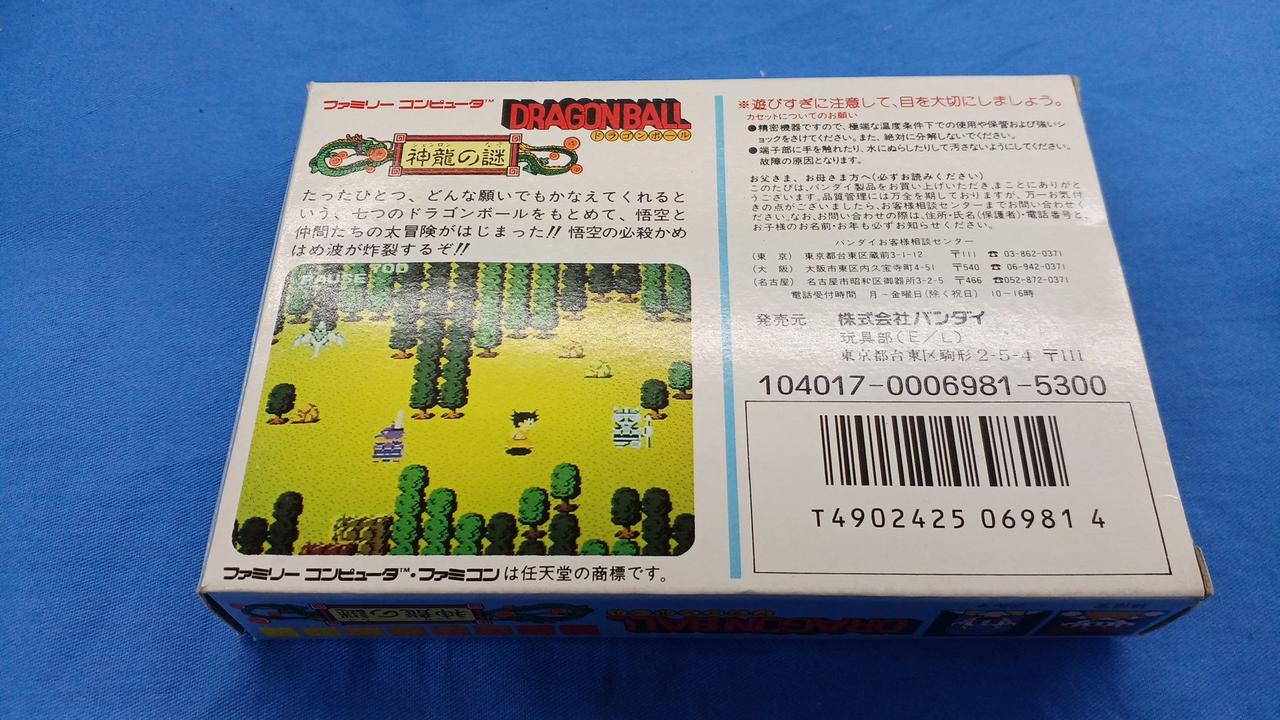 ファミリー コンピュータ™
DRAGON BALL
ドラゴンボール
シェンロン なぞ
神龍の謎
たったひとつ、どんな願いでもかなえてくれると
いう、七つのドラゴンボールをもとめて、悟空と
仲間たちの大冒険がはじまった!! 悟空の必殺かめ
はめ波が炸裂するぞ!!
PAUSE TOD
ファミリー コンピュータ™・ファミコンは任天堂の商標です。
※遊びすぎに注意して、目を大切にしましょう。
カセットについてのお願い
●精密機器ですので、極端な温度条件下での使用や保管および強いシ
ョックをさけてください。また、絶対に分解しないでください。
●端子部に手を触れたり、水にぬらしたりして汚さないようにしてください。
故障の原因となります。
お父さま、お母さま方へ(必ずお読みください)
このたびは、バンダイ製品をお買い上げいただき、まことにありがと
うございます。品質管理には万全を期しておりますが、万一お気付
きの点がございましたら、お客様相談センターまでお問い合わせく
ださい。なお、お問い合わせの際は、住所・氏名(保護者)・電話番号と、
お子様のお名前・お年も必ずお知らせください。
バンダイお客様相談センター
(東 京) 東京都台東区蔵前3-1-12 〒111 ☎ 03-862-0371
(大 阪) 大阪市東区内久宝寺町4-51 〒540 ☎ 06-942-0371
(名古屋) 名古屋市昭和区御器所3-2-5 〒466 ☎052-872-0371
電話受付時間 月~金曜日(除く祝日) 10~16時
発売元 株式会社バンダイ
玩具部(E/L)
東京都台東区駒形2-5-4 〒111
104017-0006981-5300
T4902425 06981 4
神龍の謎
ドラゴンボール
DRAGON BALL